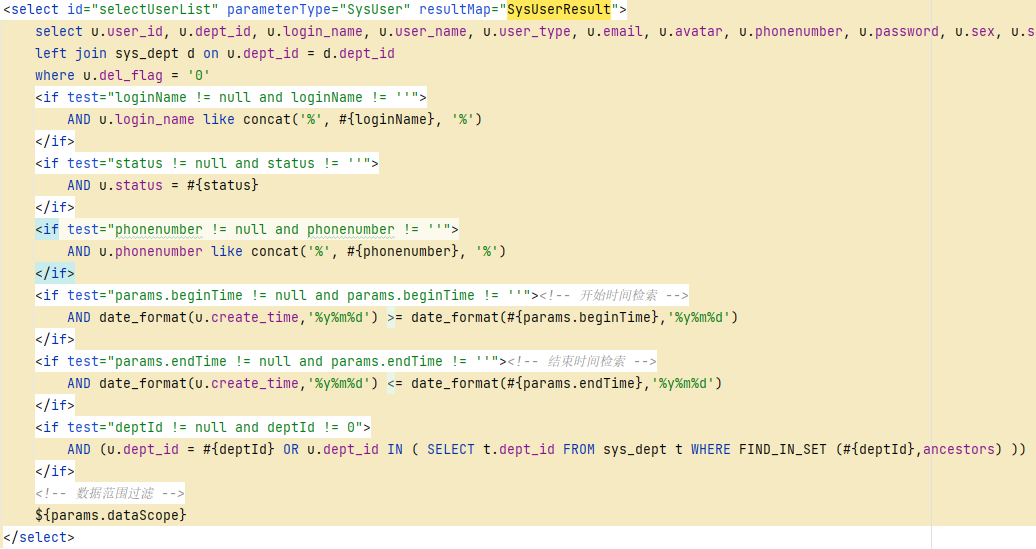 <select id="selectUserList" parameterType="SysUser" resultMap="SysUserResult">
select u.user_id, u.dept_id, u.login_name, u.user_name, u.user_type, u.email, u.avatar, u.phonenumber, u.password, u.sex, u.s
left join sys_dept d on u.dept_id = d.dept_id
where u.del_flag = '0'
<if test="loginName != null and loginName != ''">
AND u.login_name like concat('%', #{loginName}, '%')
</if>
<if test="status != null and status != ''">
AND u.status = #{status}
</if>
<if test="phonenumber != null and phonenumber != ''">
AND u.phonenumber like concat('%', #{phonenumber}, '%')
</if>
<if test="params.beginTime != null and params.beginTime != ''"><!-- 开始时间检索 -->
AND date_format(u.create_time,'%y%m%d') >= date_format(#{params.beginTime},'%y%m%d')
</if>
<if test="params.endTime != null and params.endTime != ''"><!-- 结束时间检索 -->
AND date_format(u.create_time,'%y%m%d') <= date_format(#{params.endTime},'%y%m%d')
</if>
<if test="deptId != null and deptId != 0">
AND (u.dept_id = #{deptId} OR u.dept_id IN ( SELECT t.dept_id FROM sys_dept t WHERE FIND_IN_SET (#{deptId},ancestors) ))
</if>
<!-- 数据范围过滤 -->
${params.dataScope}
</select>